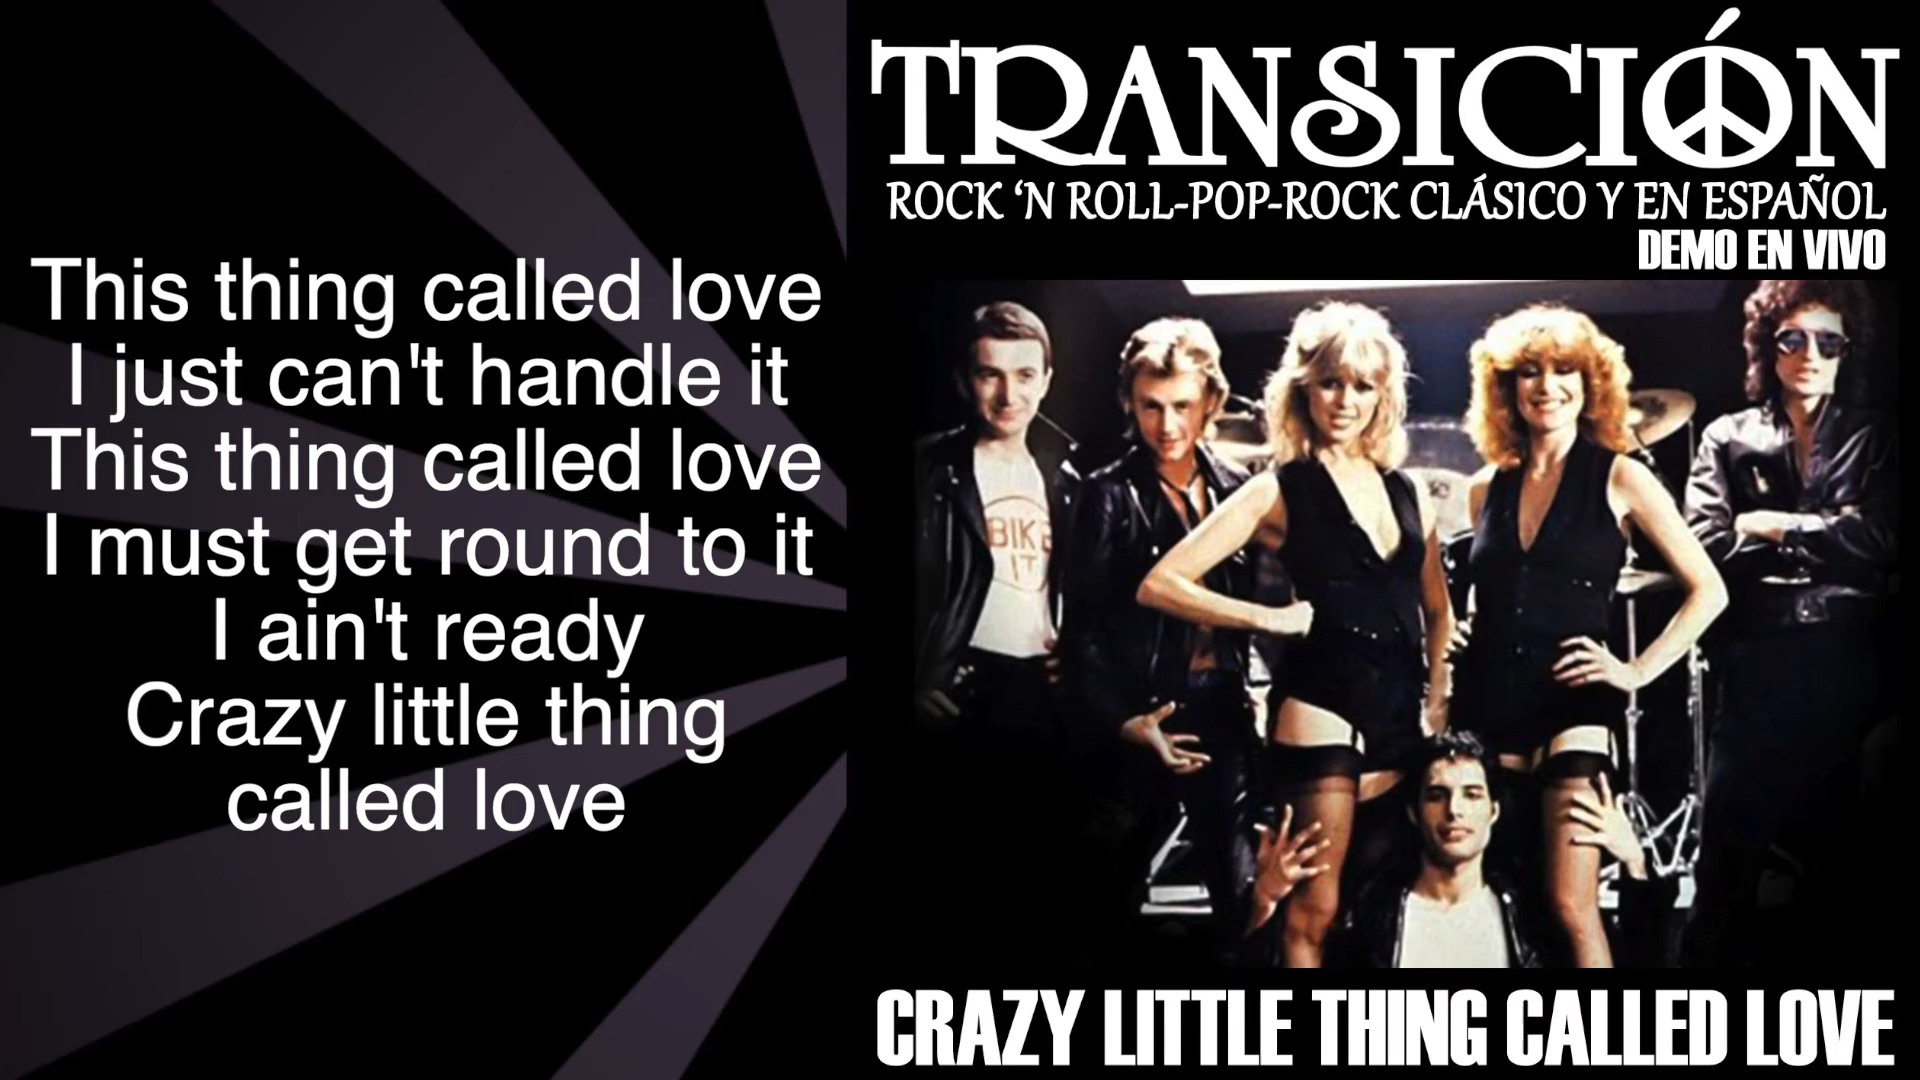 This thing called love
I just can't handle it
This thing called love
I must get round to it
I ain't ready
Crazy little thing
called love
TRANSICIÓN
ROCK ‘N ROLL-POP-ROCK CLÁSICO Y EN ESPAÑOL
DEMO EN VIVO
BIKE
IT
CRAZY LITTLE THING CALLED LOVE